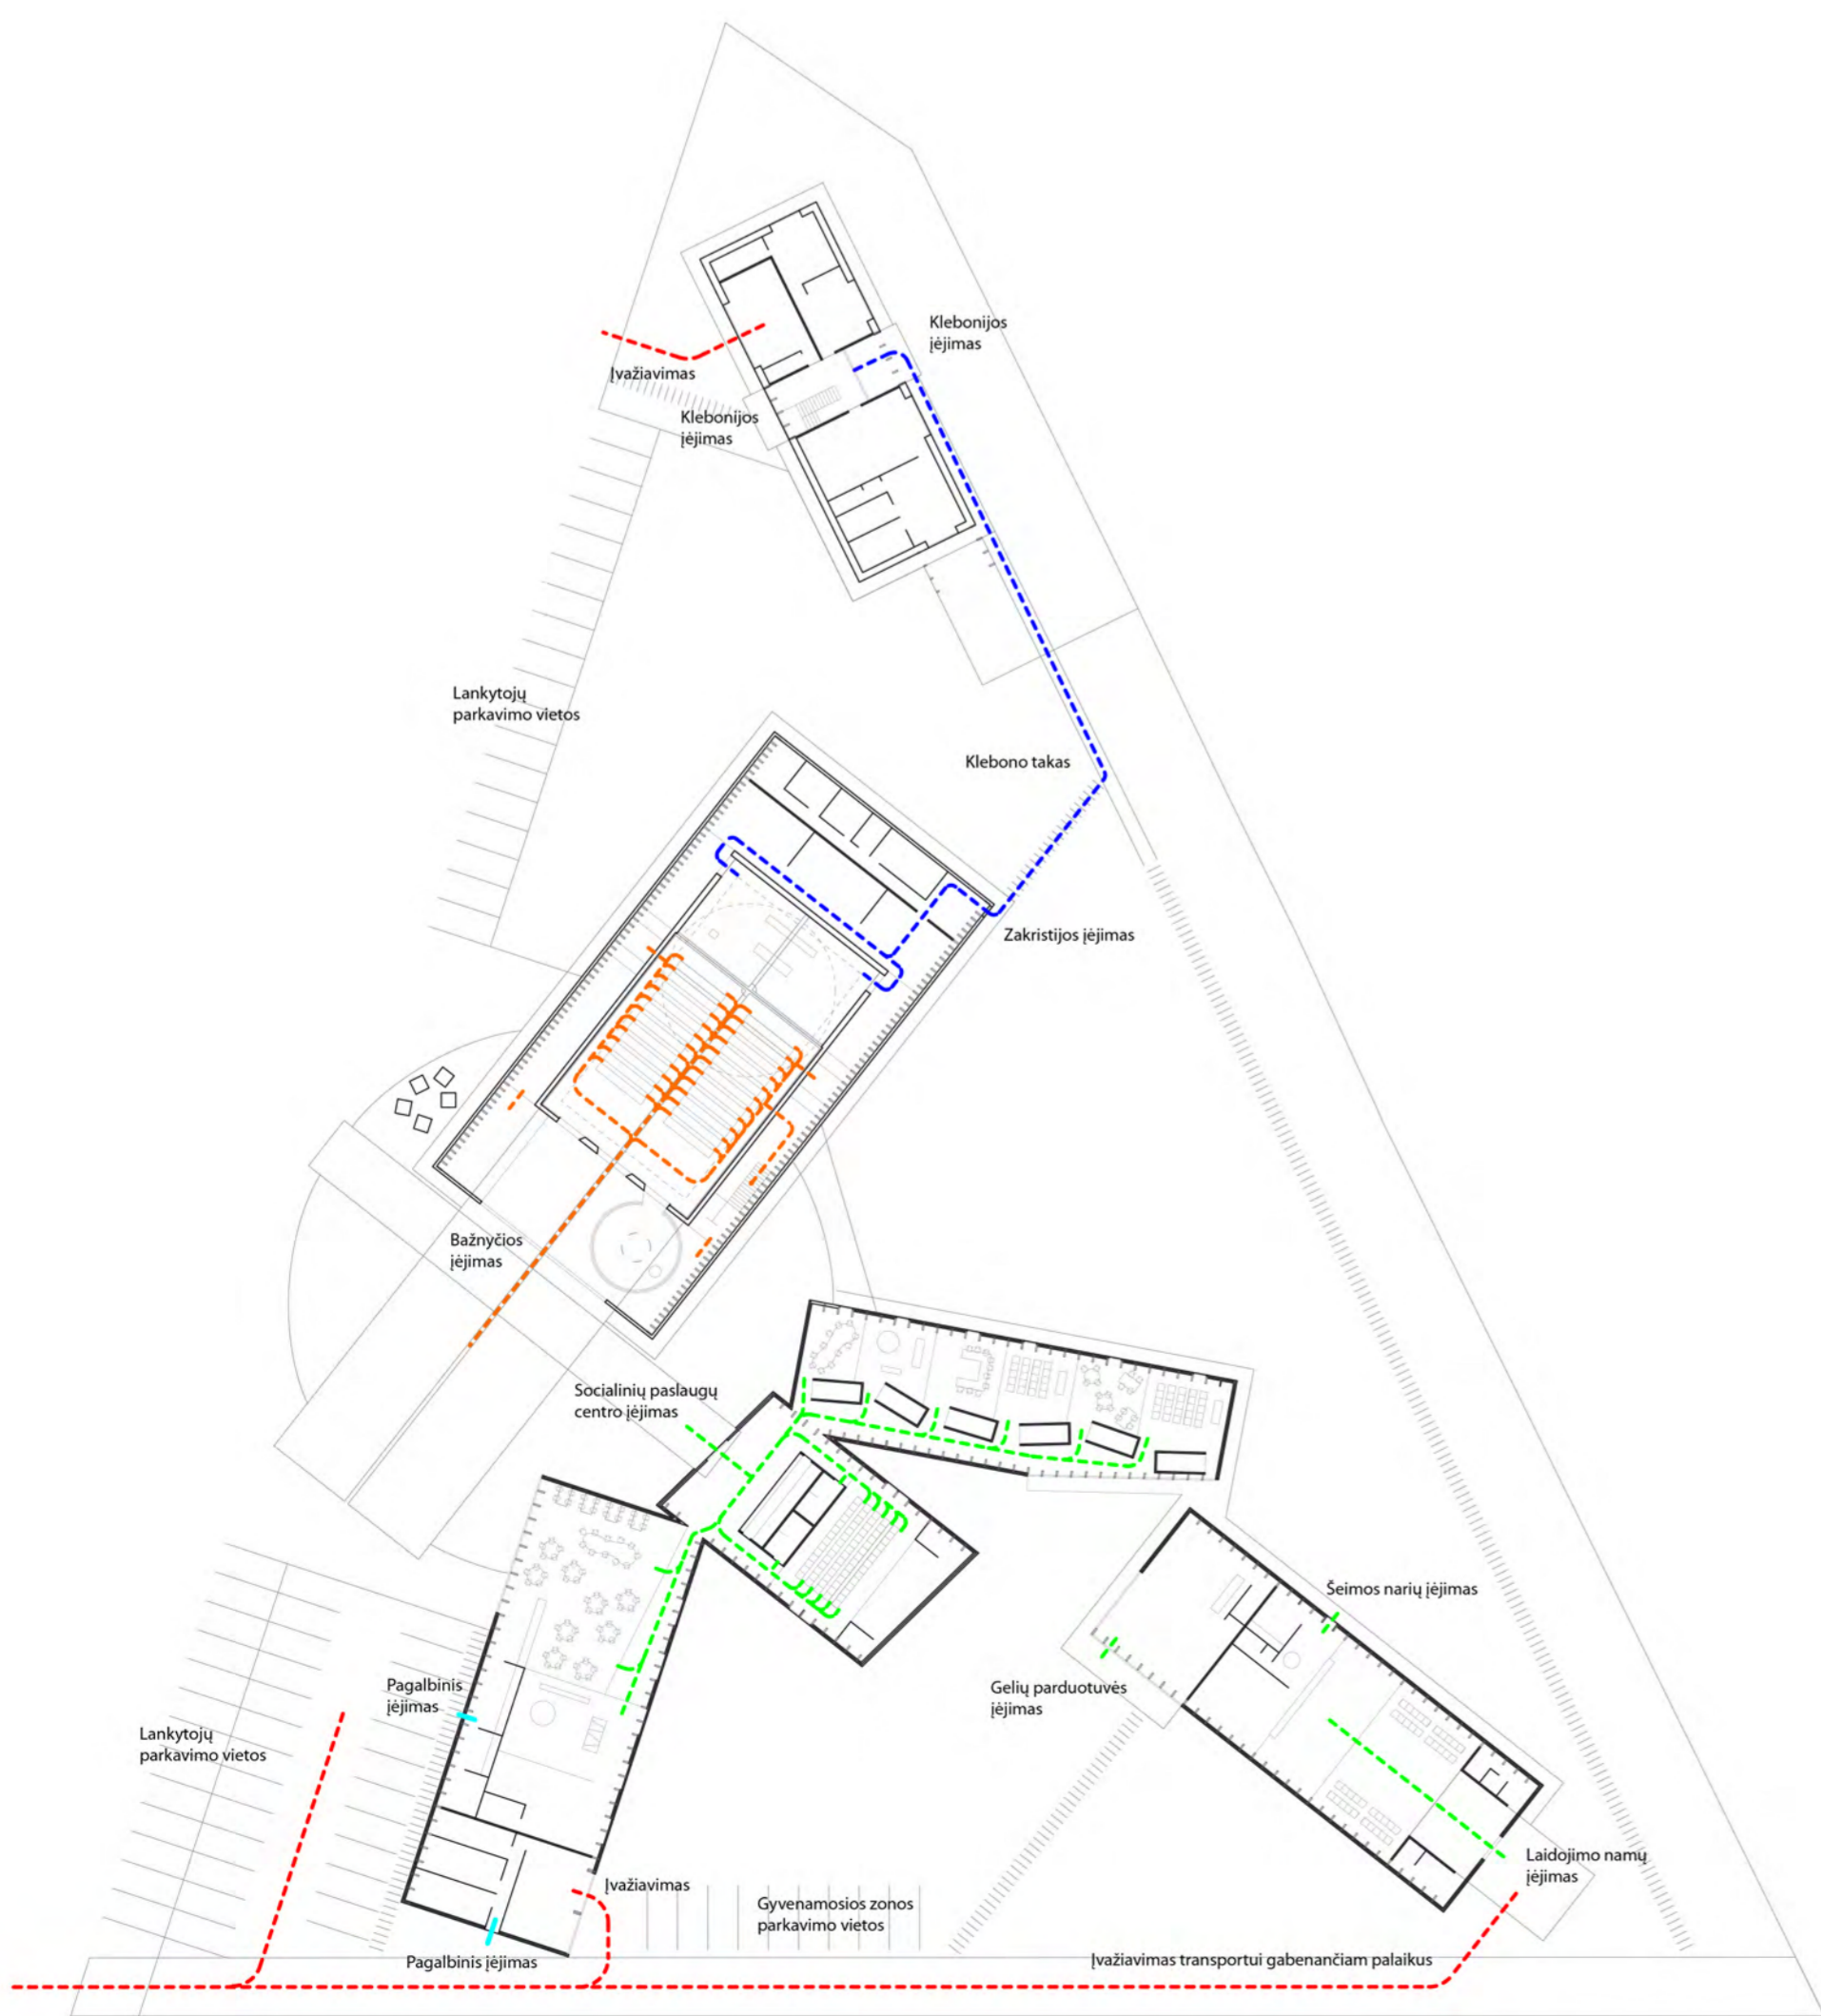 Klebonijos
įėjimas
Įvažiavimas
Klebonijos
įėjimas
Lankytojų
parkavimo vietos
Klebono takas
Zakristijos įėjimas
Bažnyčios
įėjimas
Socialinių paslaugų
centro įėjimas
Šeimos narių įėjimas
Pagalbinis
įėjimas
Gelių parduotuvės
įėjimas
Lankytojų
parkavimo vietos
Laidojimo namų
įėjimas
Įvažiavimas
Gyvenamosios zonos
parkavimo vietos
Pagalbinis įėjimas
Įvažiavimas transportui gabenančiam palaikus